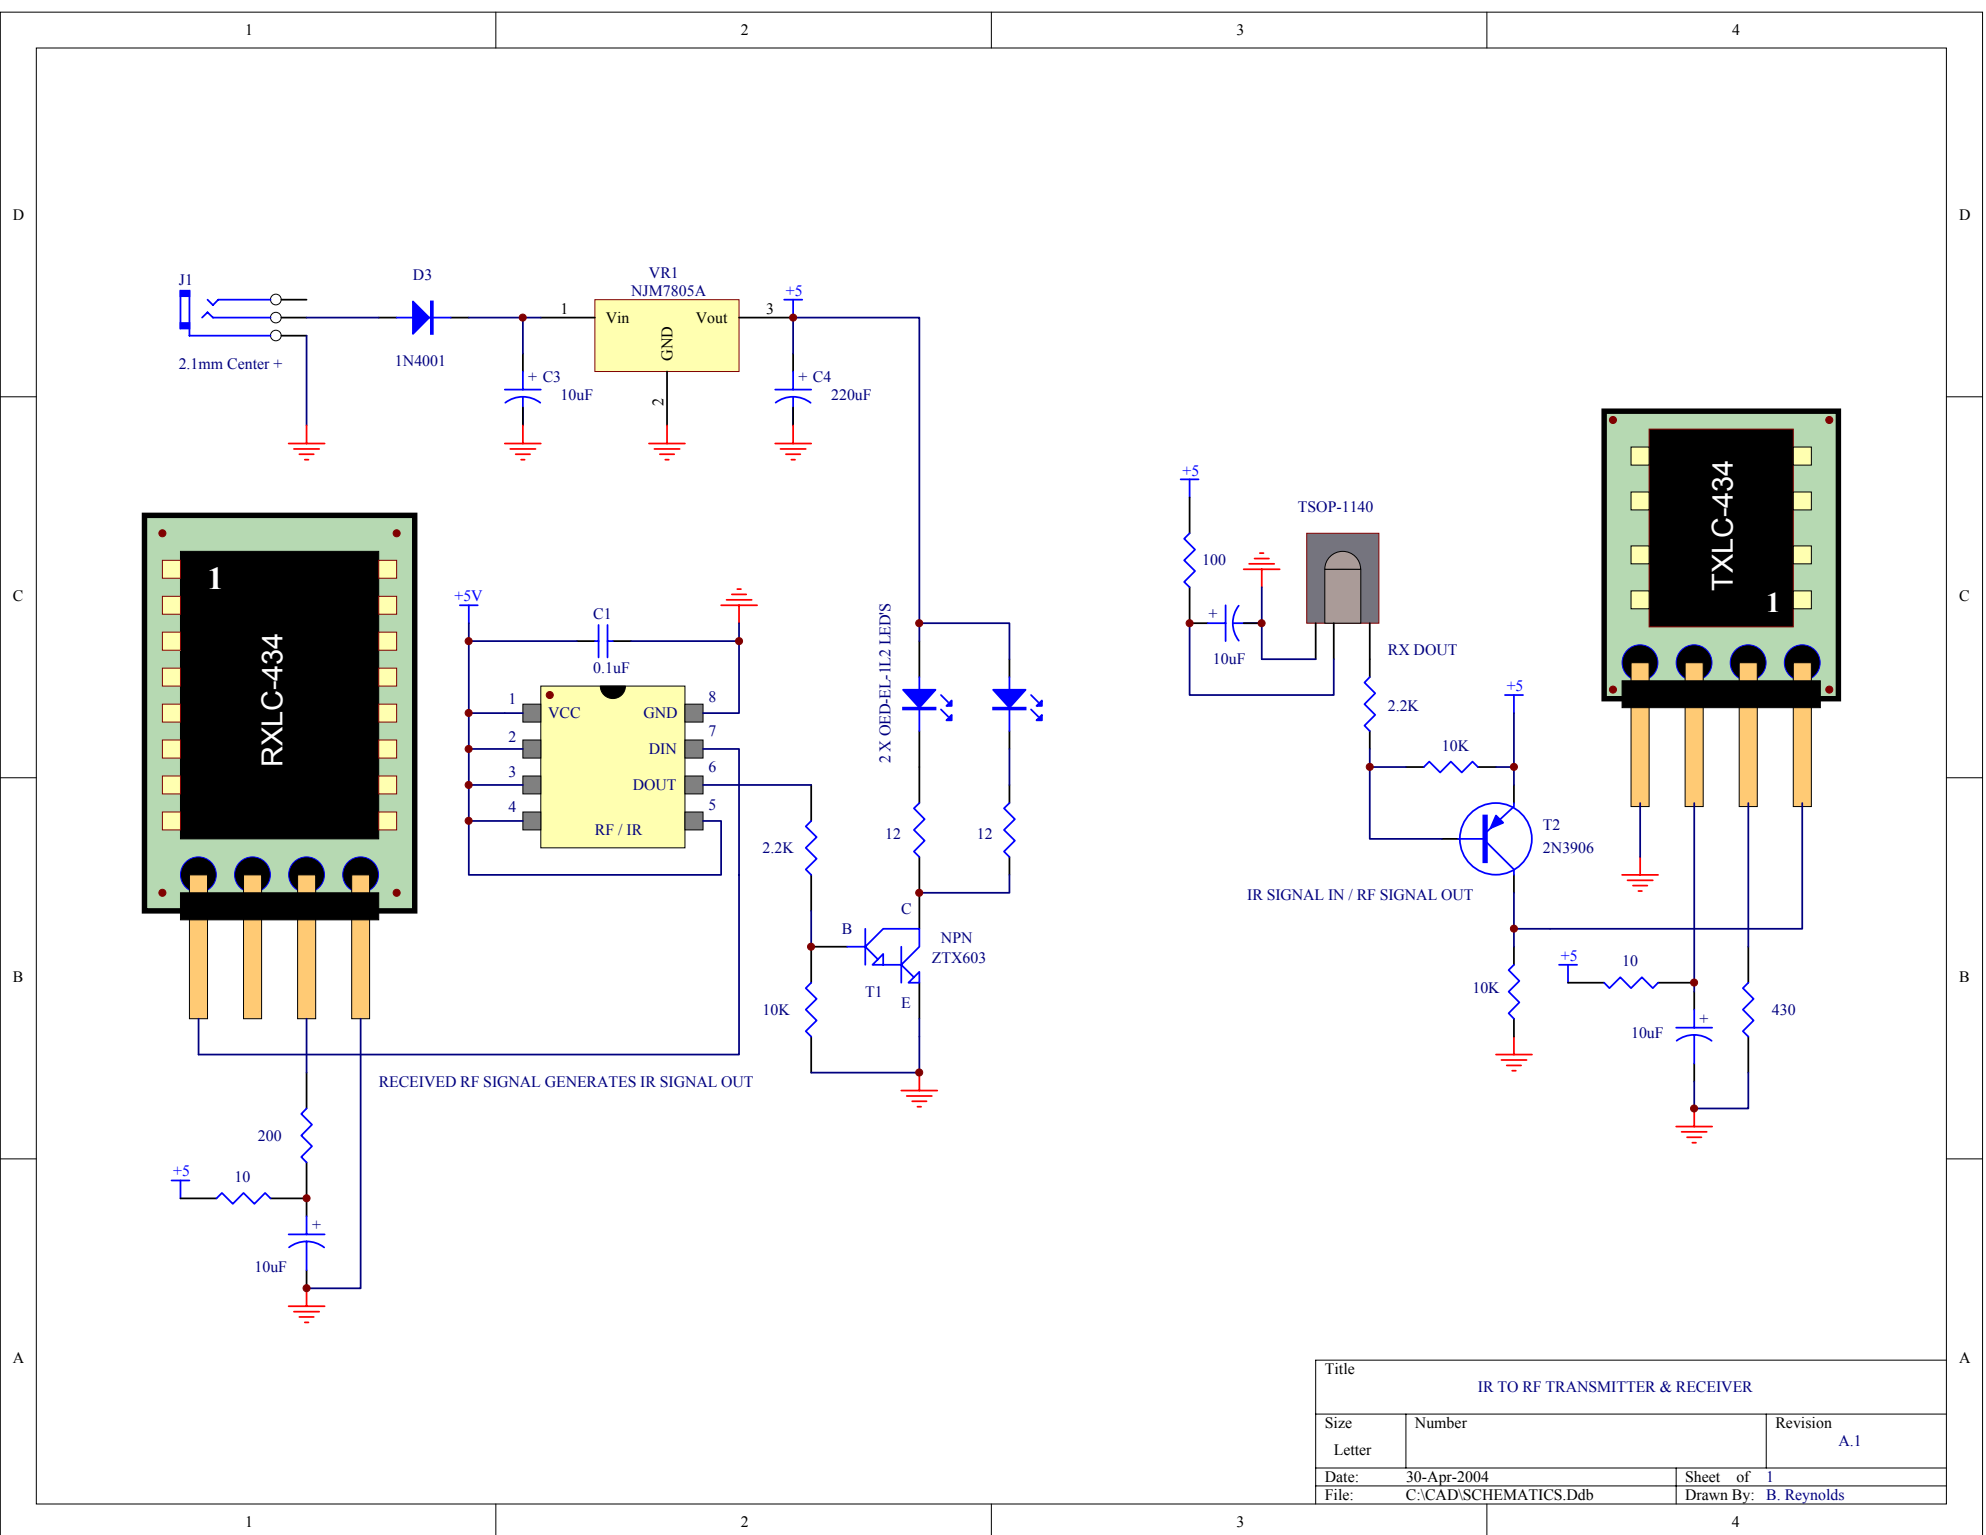 1 2 3 4
D D
J1
2.1mm Center +
D3
1N4001
VR1
NJM7805A
1 Vin Vout 3
GND
2
+5
+ C3
10uF
+ C4
220uF
C C
1
RXLC-434
+5V
C1
0.1uF
1 VCC GND 8
2 DIN 7
3 DOUT 6
4 RF / IR 5
2 X OED-EL-1L2 LED'S
12 12
2.2K
10K
B
C
E
T1
NPN
ZTX603
RECEIVED RF SIGNAL GENERATES IR SIGNAL OUT
200
+5
10
+
10uF
+5
100
+
10uF
TSOP-1140
RX DOUT
2.2K
10K
+5
T2
2N3906
IR SIGNAL IN / RF SIGNAL OUT
10K
TXLC-434
1
+5
10
+
10uF
430
B B
A A
Title
IR TO RF TRANSMITTER & RECEIVER
Size Number Revision
Letter A.1
Date: 30-Apr-2004 Sheet of 1
File: C:\CAD\SCHEMATICS.Ddb Drawn By: B. Reynolds
1 2 3 4